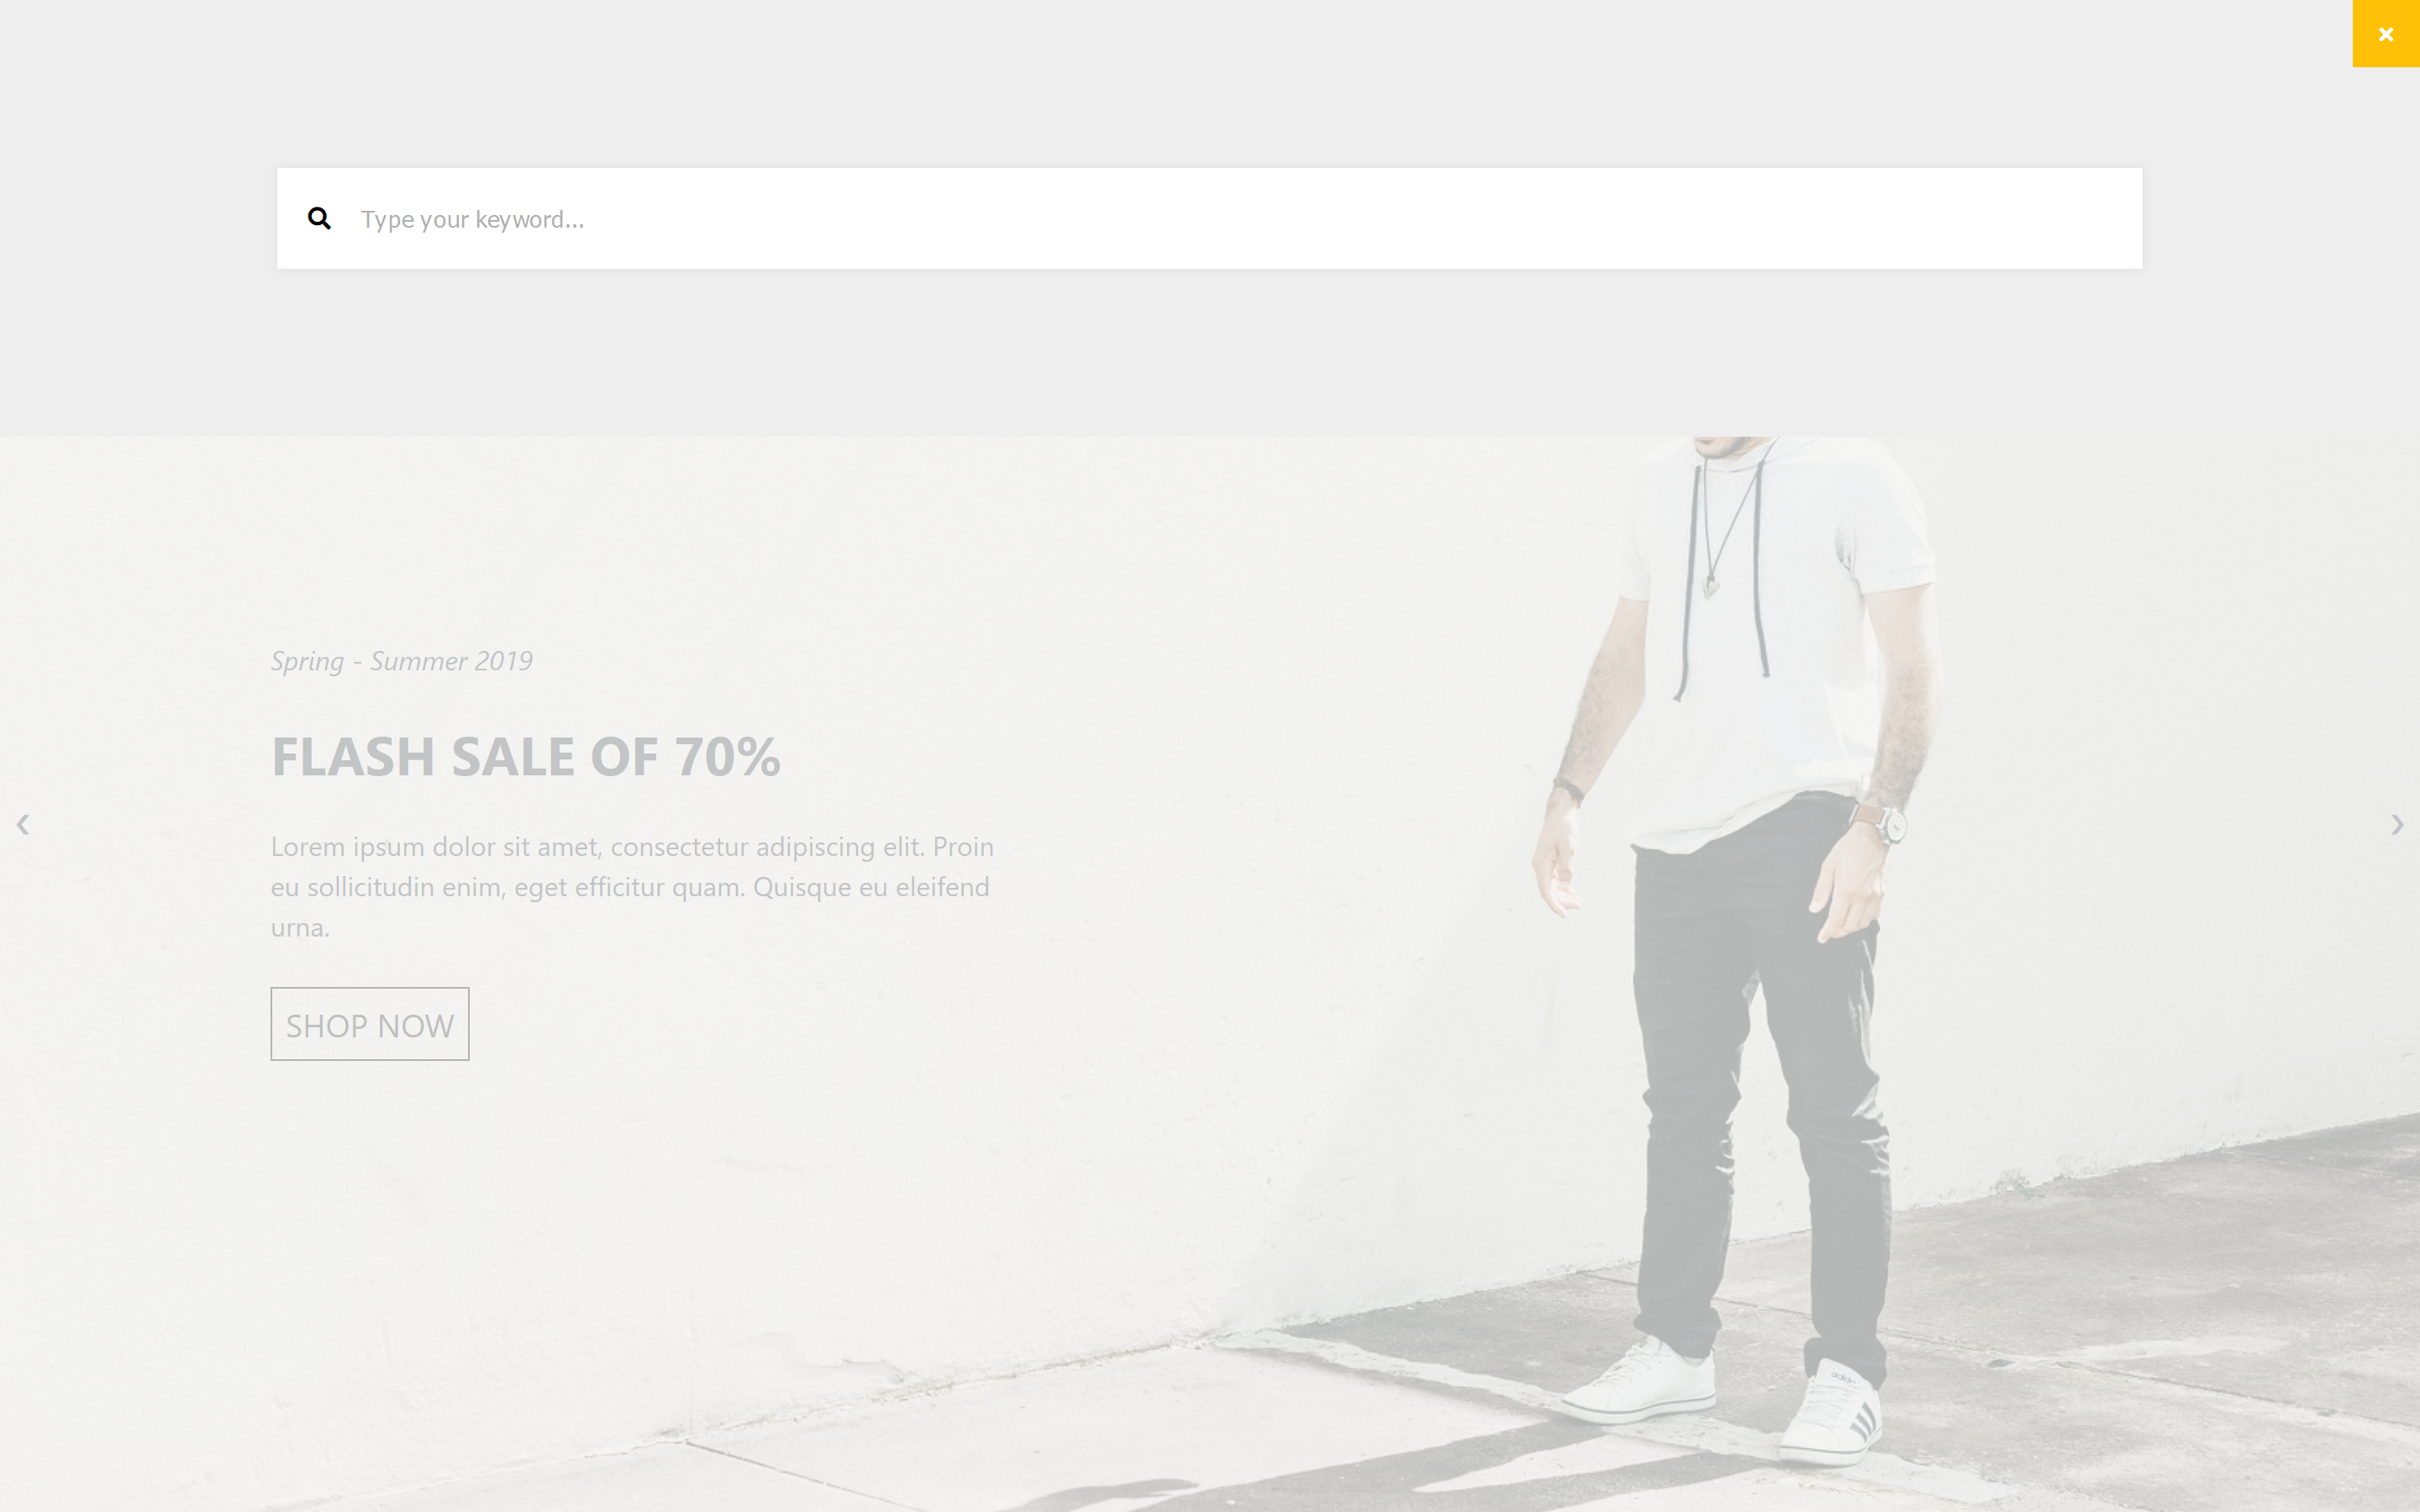 Type your keyword...
Spring - Summer 2019
FLASH SALE OF 70%
Lorem ipsum dolor sit amet, consectetur adipiscing elit. Proin
eu sollicitudin enim, eget efficitur quam. Quisque eu eleifend
urna.
SHOP NOW
adidas